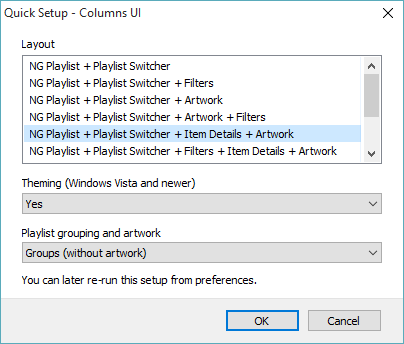 Quick Setup - Columns UI
Layout
NG Playlist + Playlist Switcher
NG Playlist + Playlist Switcher + Filters
NG Playlist + Playlist Switcher + Artwork
NG Playlist + Playlist Switcher + Artwork + Filters
NG Playlist + Playlist Switcher + Item Details + Artwork
NG Playlist + Playlist Switcher + Filters + Item Details + Artwork
Theming (Windows Vista and newer)
Yes
Playlist grouping and artwork
Groups (without artwork)
You can later re-run this setup from preferences.
OK Cancel